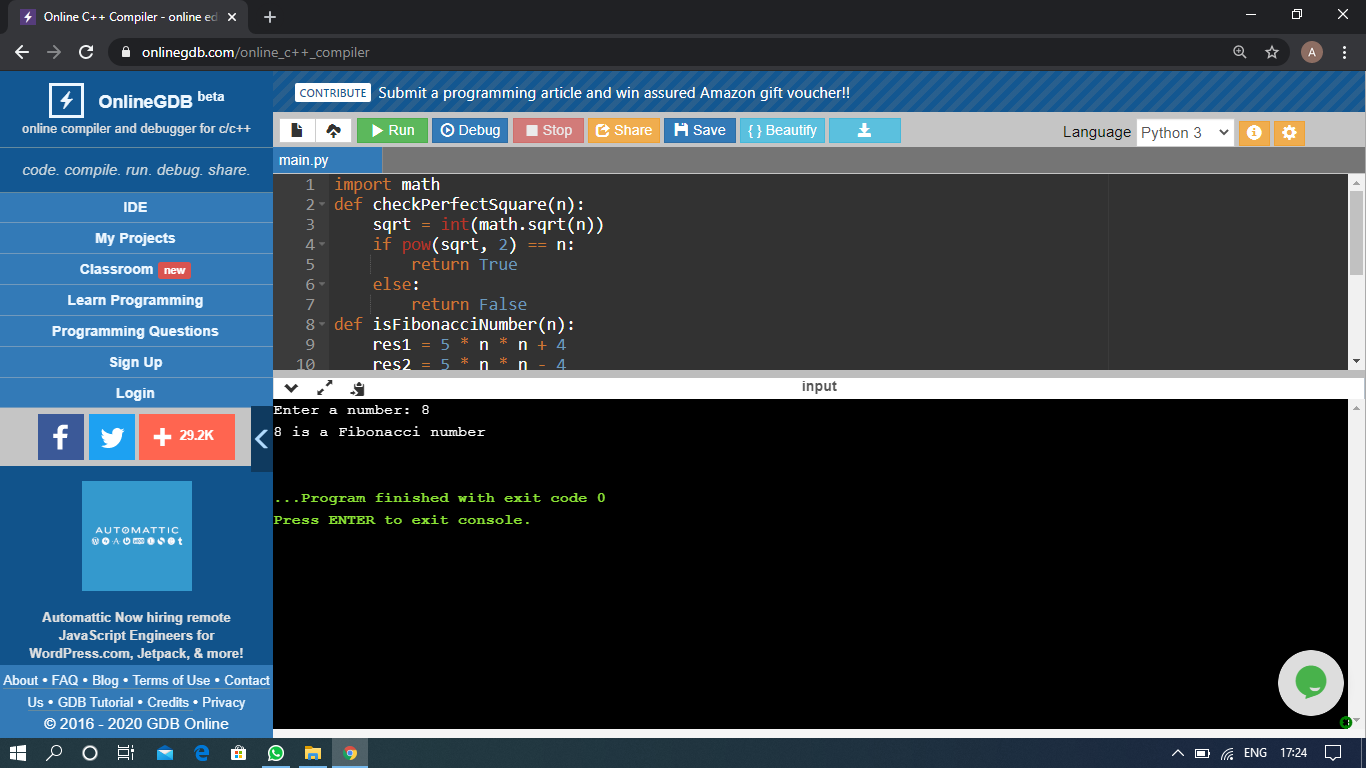 Online C++ Compiler - online ed
onlinegdb.com/online_c++_compiler
A
OnlineGDB beta
online compiler and debugger for c/c++
code. compile. run. debug. share.
IDE
My Projects
Classroom new
Learn Programming
Programming Questions
Sign Up
Login
f
29.2K
AUTOMATTIC
Automattic Now hiring remote
JavaScript Engineers for
WordPress.com, Jetpack, & more!
About • FAQ • Blog • Terms of Use • Contact
Us • GDB Tutorial • Credits • Privacy
© 2016 - 2020 GDB Online
CONTRIBUTE Submit a programming article and win assured Amazon gift voucher!!
Run Debug Stop Share Save { } Beautify Language Python 3
main.py
1 import math
2 def checkPerfectSquare(n):
3 sqrt = int(math.sqrt(n))
4 if pow(sqrt, 2) == n:
5 return True
6 else:
7 return False
8 def isFibonacciNumber(n):
9 res1 = 5 * n * n + 4
10 res2 = 5 * n * n - 4
input
Enter a number: 8
8 is a Fibonacci number
...Program finished with exit code 0
Press ENTER to exit console.
ENG 17:24